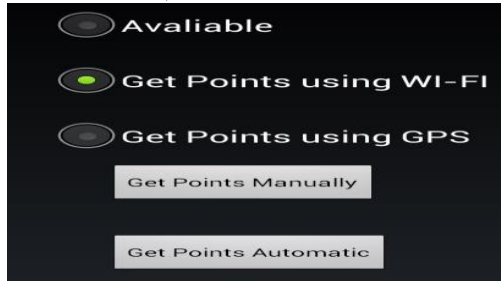 Avaliable
Get Points using WI-FI
Get Points using GPS
Get Points Manually
Get Points Automatic